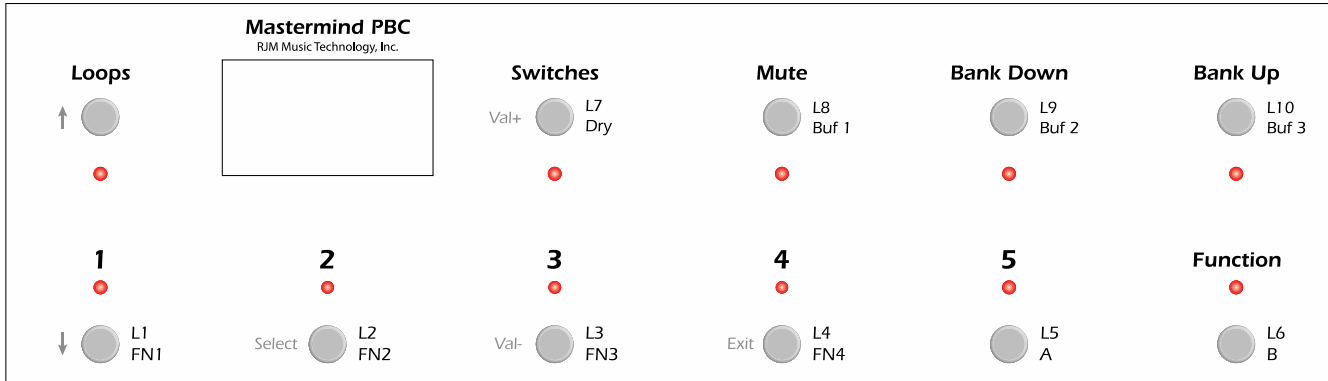 Mastermind PBC
RJM Music Technology, Inc.
Loops
Switches
Mute
Bank Down
Bank Up
Val+
L7
Dry
L8
Buf 1
L9
Buf 2
L10
Buf 3
1
2
3
4
5
Function
L1
FN1
Select
L2
FN2
Val-
L3
FN3
Exit
L4
FN4
L5
A
L6
B